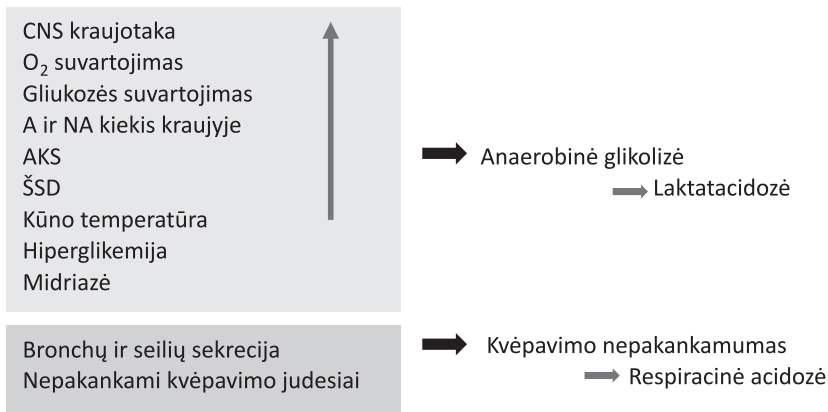 CNS kraujotaka
O₂ suvartojimas
Gliukozės suvartojimas
A ir NA kiekis kraujyje
AKS
ŠSD
Kūno temperatūra
Hiperglikemija
Midriazė
Anaerobinė glikolizė
Laktatacidozė
Bronchų ir seilių sekrecija
Nepakankami kvėpavimo judesiai
Kvėpavimo nepakankamumas
Respiracinė acidozė